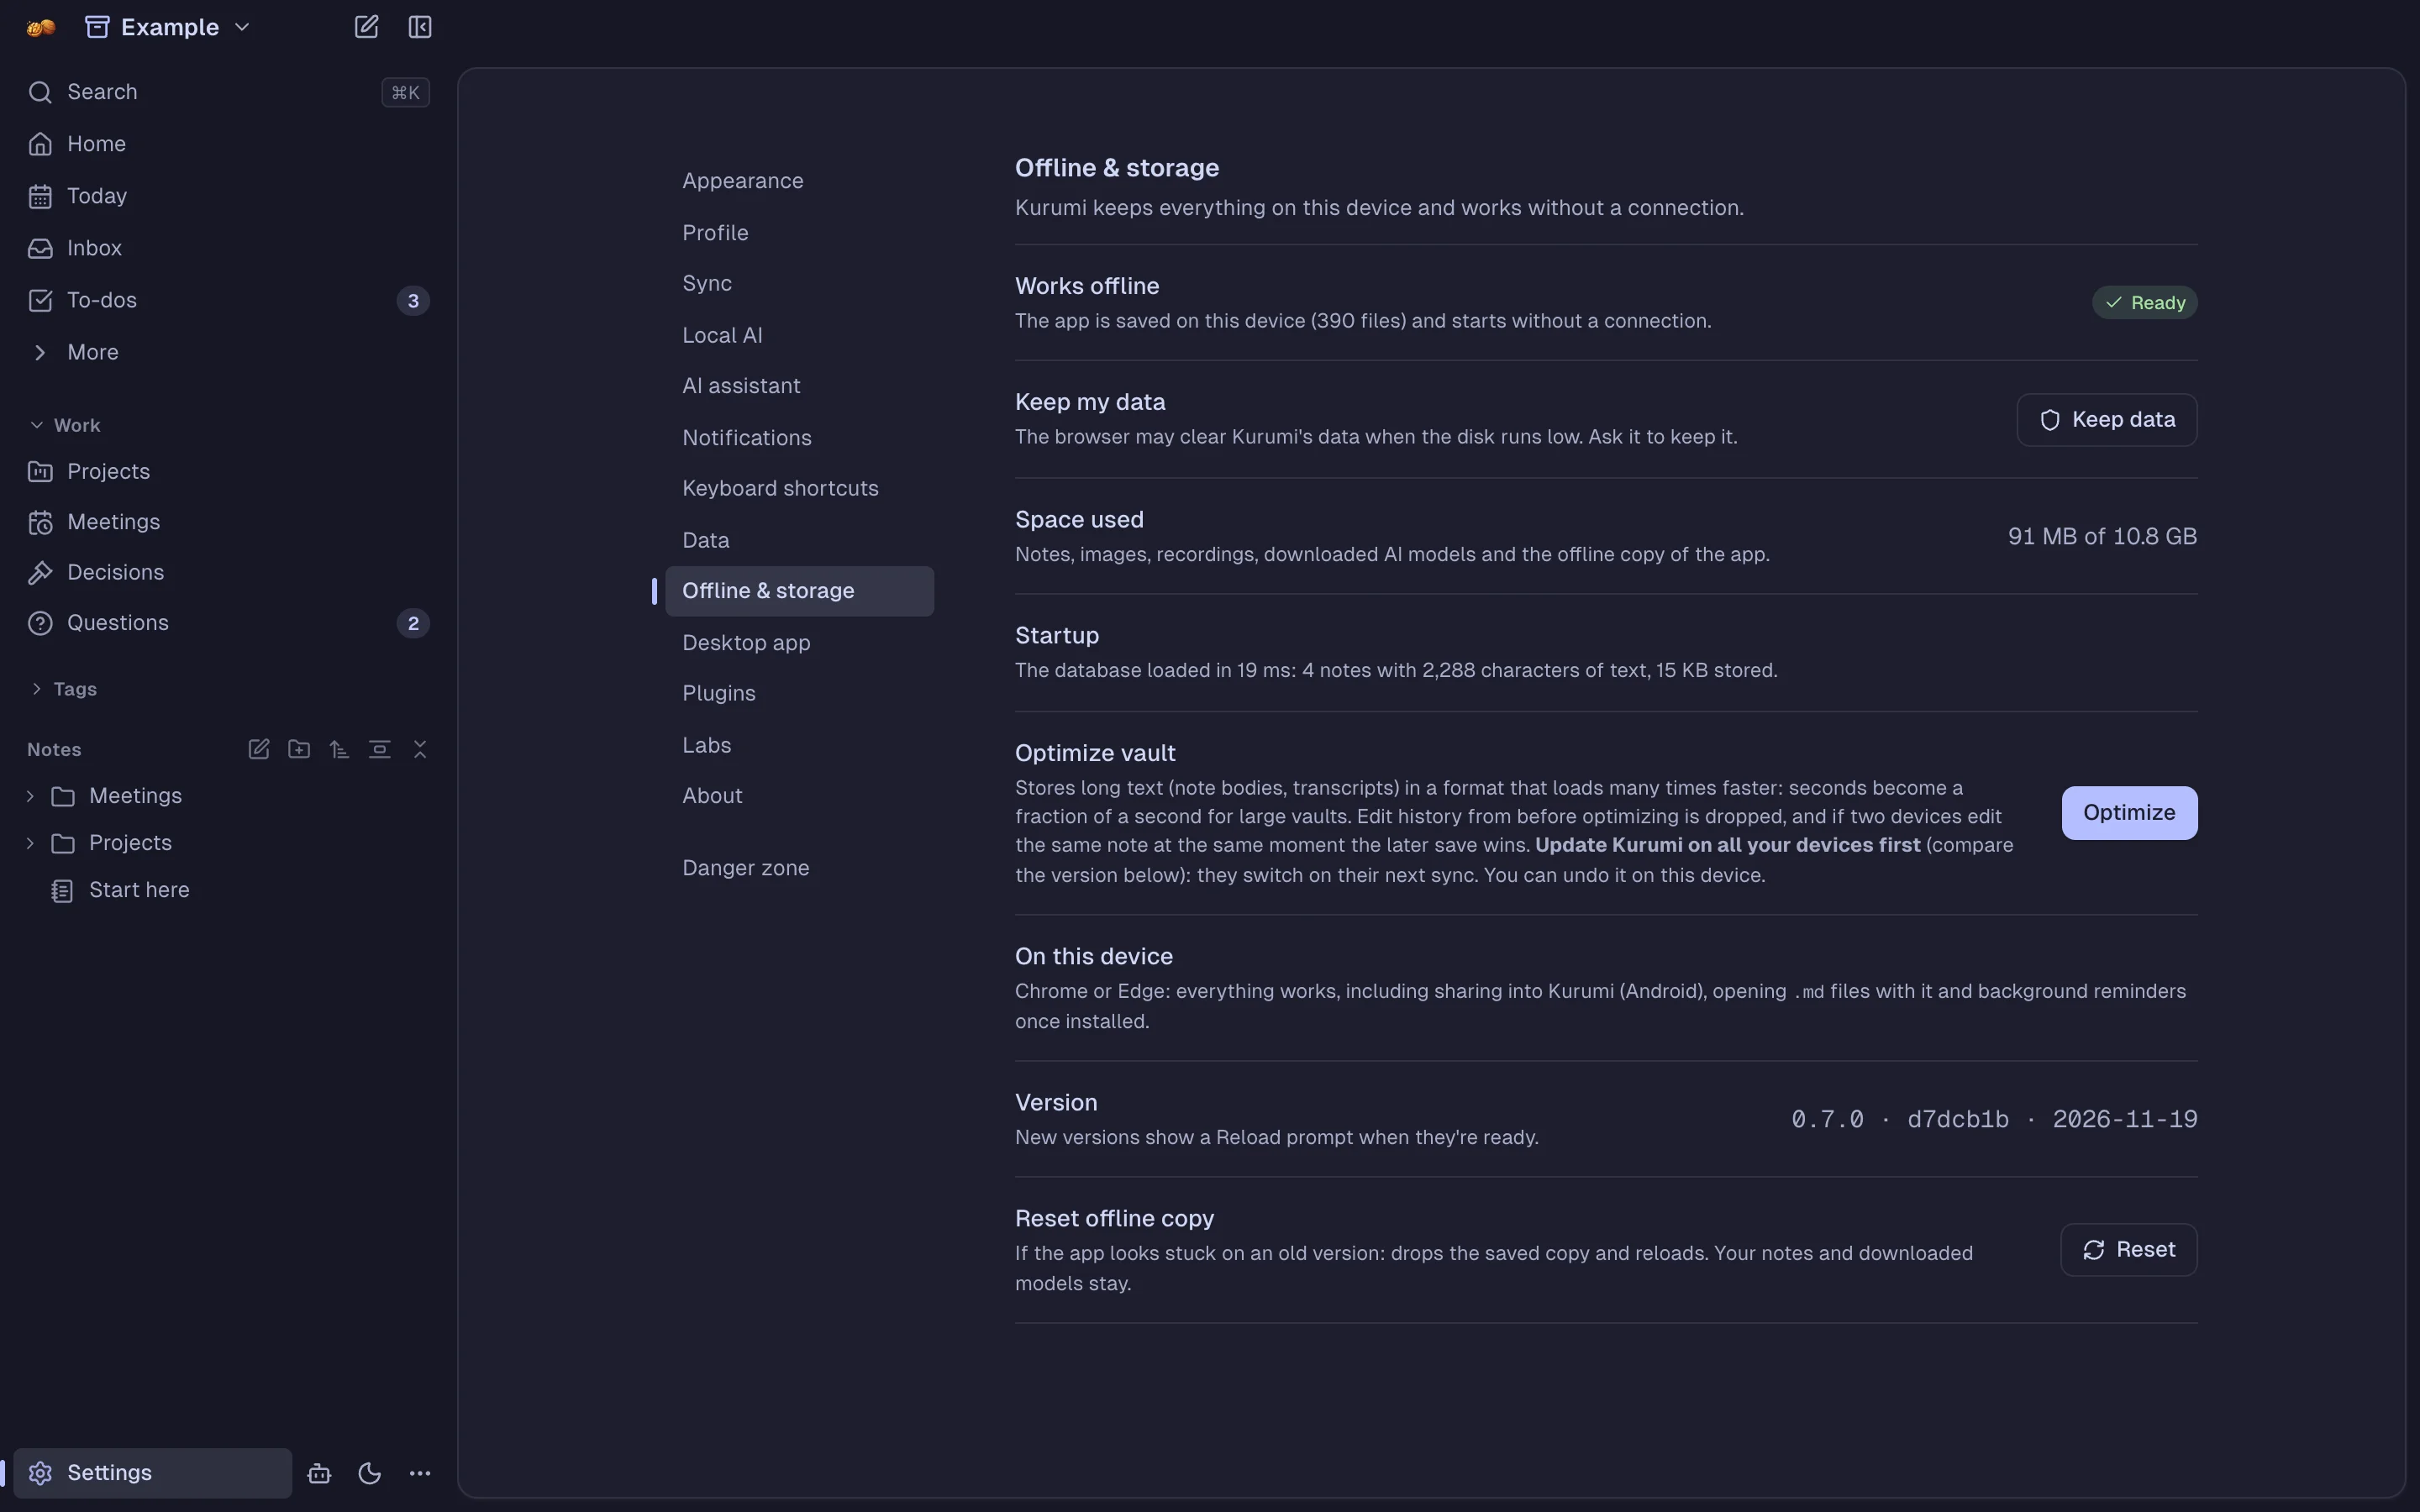 Example
Search
⌘K
Home
Today
Inbox
To-dos
3
More
Work
Projects
Meetings
Decisions
Questions
2
Tags
Notes
Meetings
Projects
Start here
Settings
Appearance
Profile
Sync
Local AI
AI assistant
Notifications
Keyboard shortcuts
Data
Offline & storage
Desktop app
Plugins
Labs
About
Danger zone
Offline & storage
Kurumi keeps everything on this device and works without a connection.
Works offline
The app is saved on this device (390 files) and starts without a connection.
Ready
Keep my data
The browser may clear Kurumi's data when the disk runs low. Ask it to keep it.
Keep data
Space used
Notes, images, recordings, downloaded AI models and the offline copy of the app.
91 MB of 10.8 GB
Startup
The database loaded in 19 ms: 4 notes with 2,288 characters of text, 15 KB stored.
Optimize vault
Stores long text (note bodies, transcripts) in a format that loads many times faster: seconds become a
fraction of a second for large vaults. Edit history from before optimizing is dropped, and if two devices edit
the same note at the same moment the later save wins. Update Kurumi on all your devices first (compare
the version below): they switch on their next sync. You can undo it on this device.
Optimize
On this device
Chrome or Edge: everything works, including sharing into Kurumi (Android), opening .md files with it and background reminders
once installed.
Version
New versions show a Reload prompt when they're ready.
0.7.0 · d7dcb1b · 2026-11-19
Reset offline copy
If the app looks stuck on an old version: drops the saved copy and reloads. Your notes and downloaded
models stay.
Reset